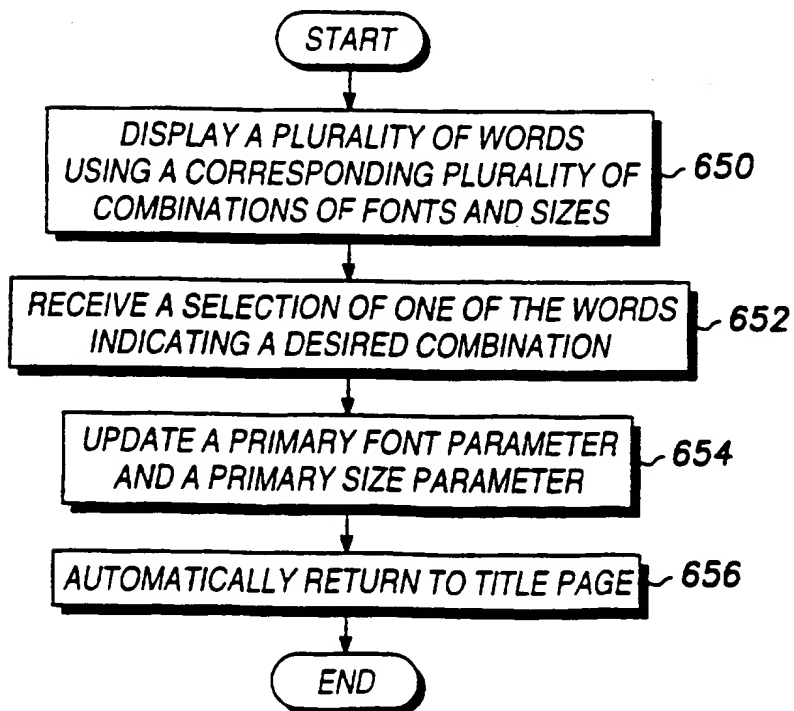 START
DISPLAY A PLURALITY OF WORDS
USING A CORRESPONDING PLURALITY OF
COMBINATIONS OF FONTS AND SIZES
650
RECEIVE A SELECTION OF ONE OF THE WORDS
INDICATING A DESIRED COMBINATION
652
UPDATE A PRIMARY FONT PARAMETER
AND A PRIMARY SIZE PARAMETER
654
AUTOMATICALLY RETURN TO TITLE PAGE
656
END